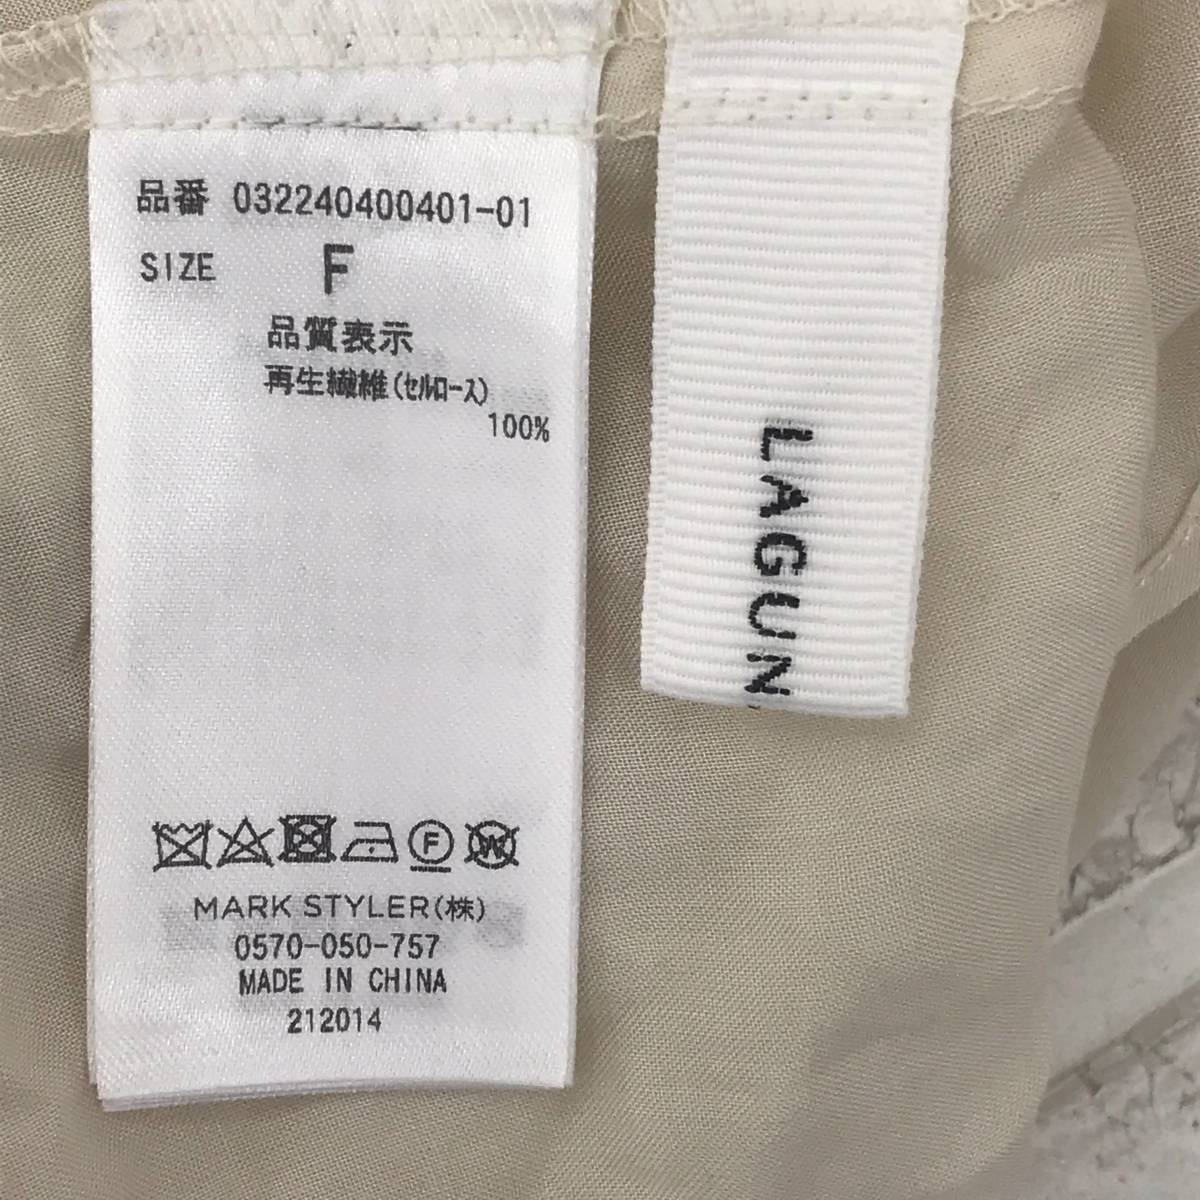 品番 032240400401-01
SIZE F
品質表示
再生繊維(セルロース)
100%
F
W
MARK STYLER(株)
0570-050-757
MADE IN CHINA
212014
LAGUN